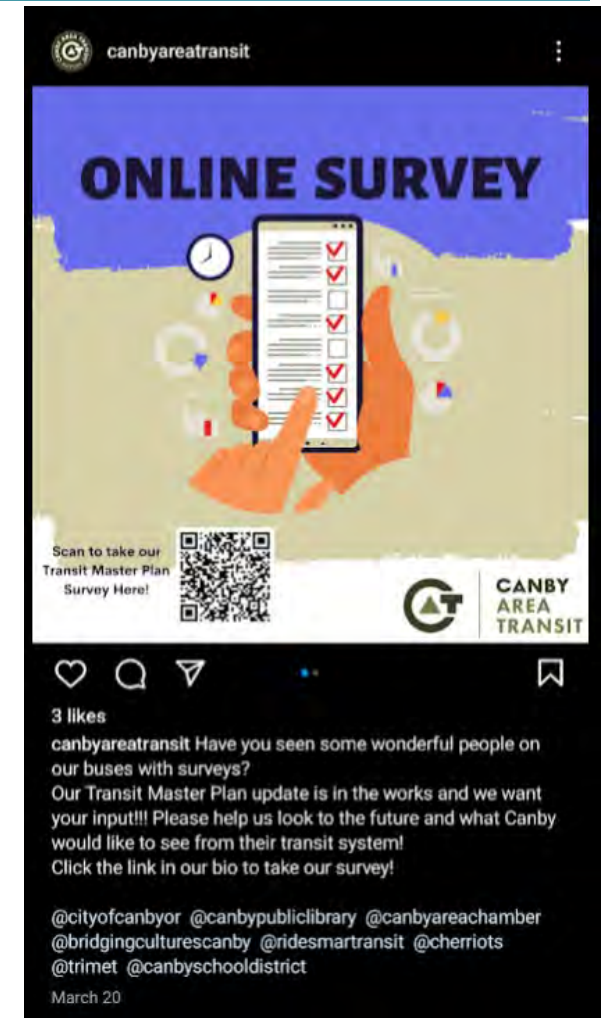 canbyareatransit
ONLINE SURVEY
Scan to take our
Transit Master Plan
Survey Here!
CAT
CANBY
AREA
TRANSIT
3 likes
canbyareatransit Have you seen some wonderful people on
our buses with surveys?
Our Transit Master Plan update is in the works and we want
your input!!! Please help us look to the future and what Canby
would like to see from their transit system!
Click the link in our bio to take our survey!
@cityofcanbyor @canbypubliclibrary @canbyareachamber
@bridgingculturescanby @ridesmartransit @cherriots
@trimet @canbyschooldistrict
March 20